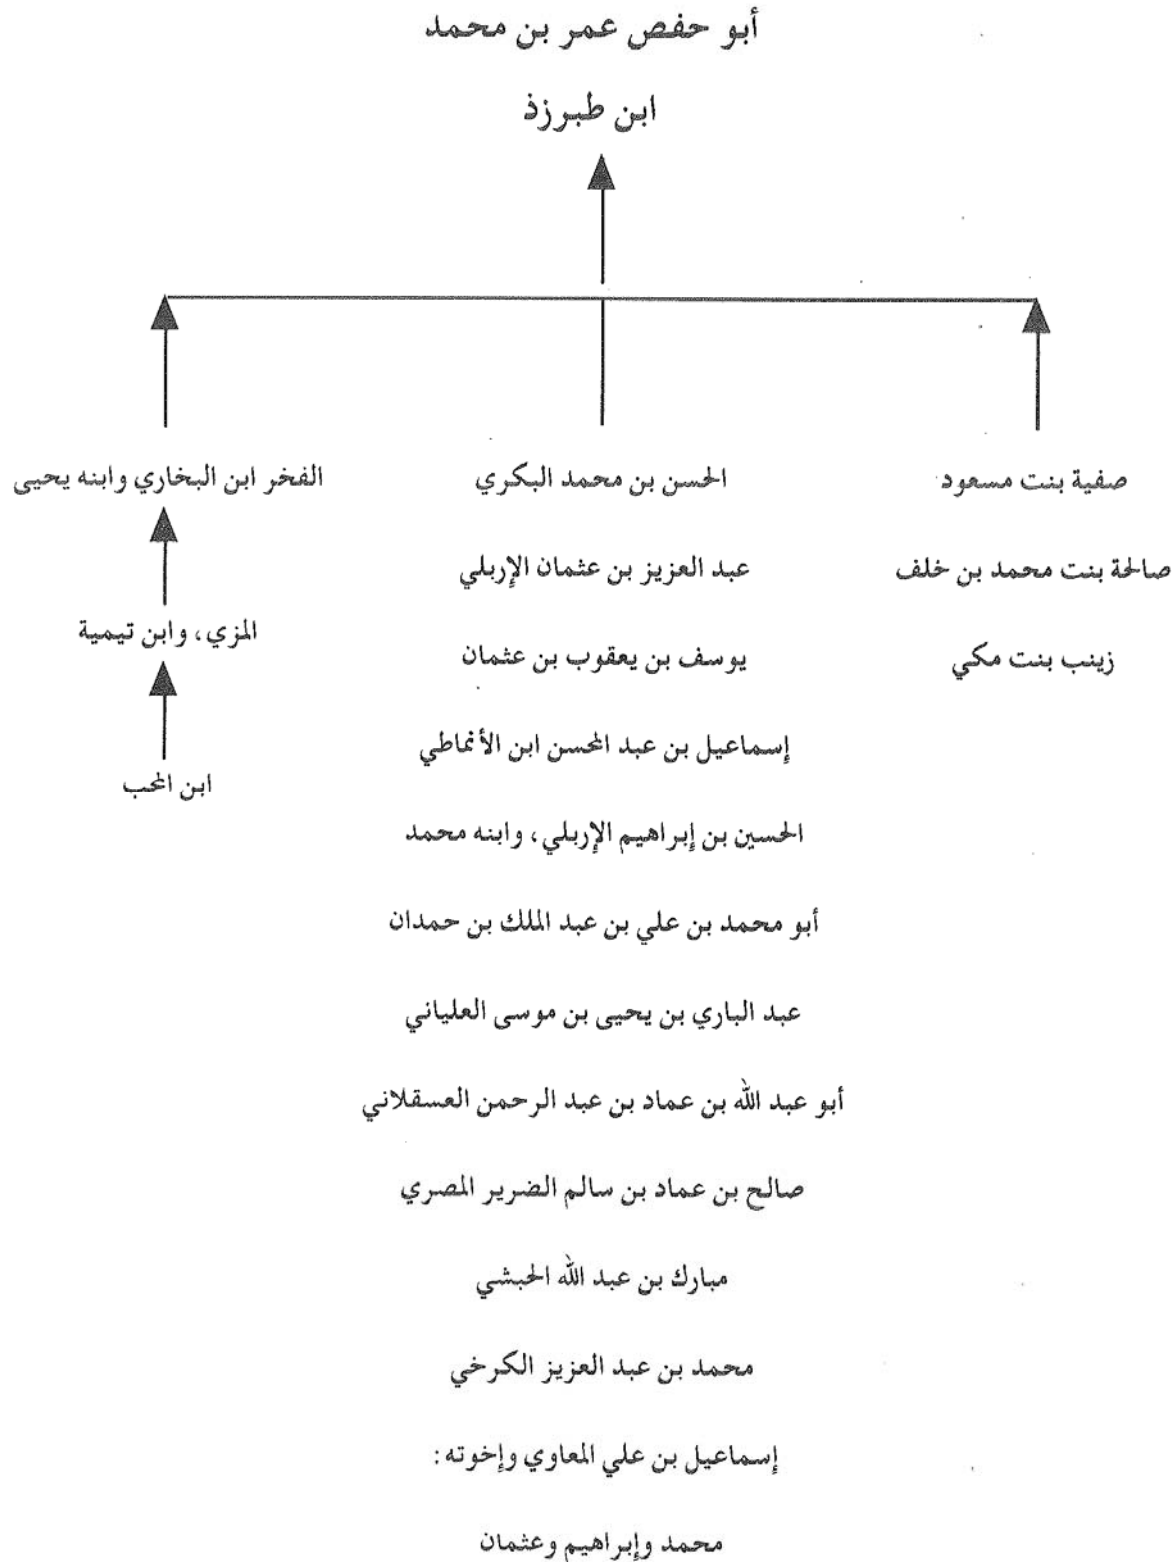 أبو حفص عمر بن محمد
ابن طبرزذ
صفية بنت مسعود
صالحة بنت محمد بن خلف
زينب بنت مكي
الحسن بن محمد البكري
عبد العزيز بن عثمان الإربلي
يوسف بن يعقوب بن عثمان
إسماعيل بن عبد المحسن ابن الأنماطي
الحسين بن إبراهيم الإربلي، وابنه محمد
أبو محمد بن علي بن عبد الملك بن حمدان
عبد الباري بن يحيى بن موسى العلياني
أبو عبد الله بن عماد بن عبد الرحمن العسقلاني
صالح بن عماد بن سالم الضرير المصري
مبارك بن عبد الله الحبشي
محمد بن عبد العزيز الكرخي
إسماعيل بن علي المعاوي وإخوته:
محمد وإبراهيم وعثمان
الفخر ابن البخاري وابنه يحيى
المزي، وابن تيمية
ابن المحب